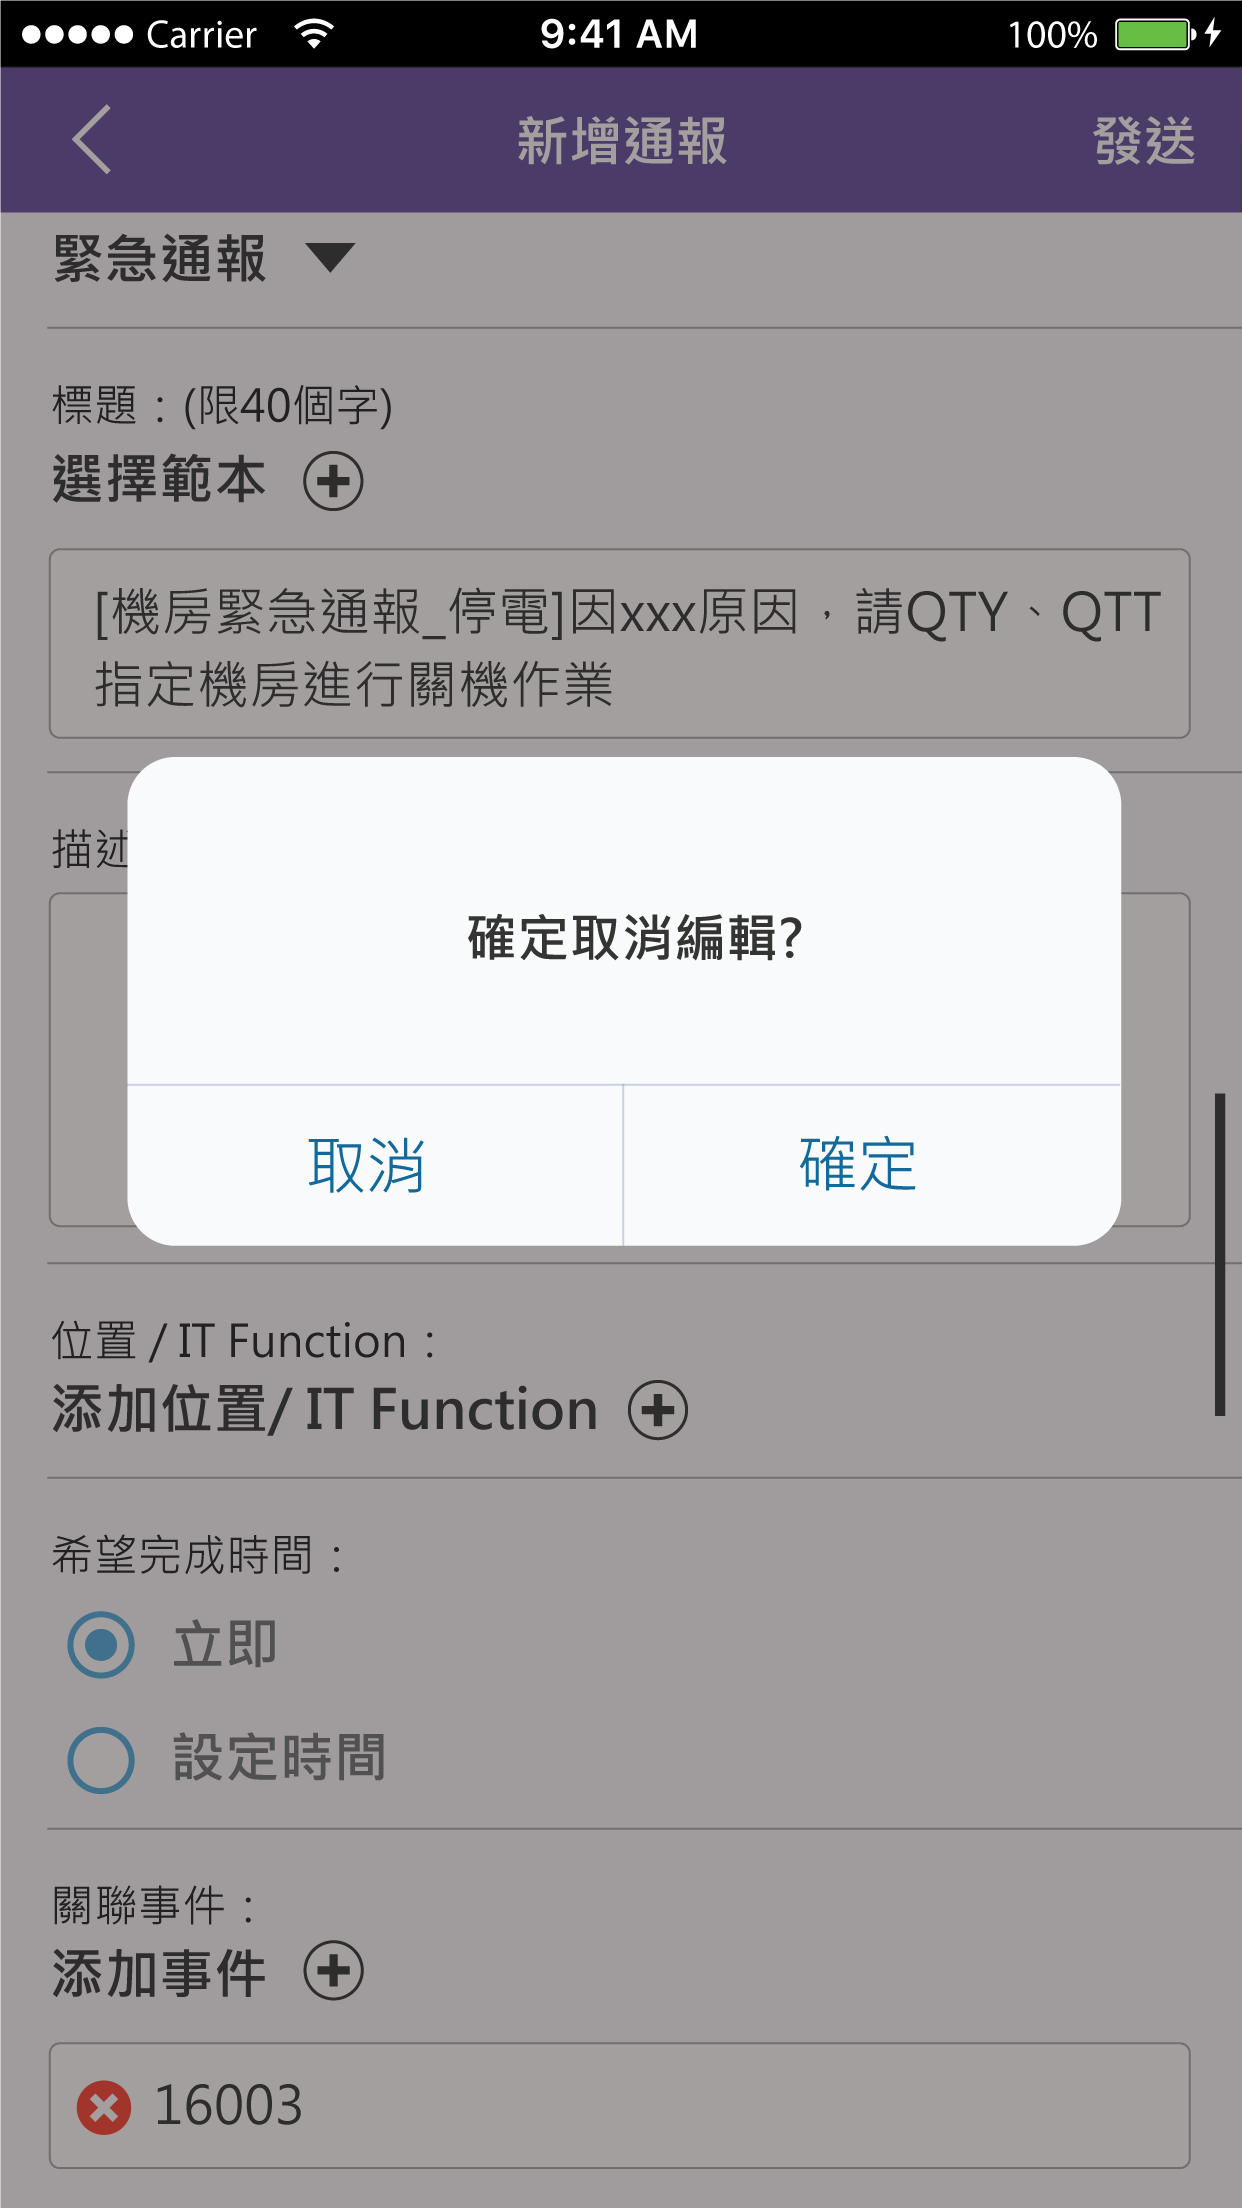 Carrier 9:41 AM 100%
新增通報 發送
緊急通報
標題：(限40個字)
選擇範本
[機房緊急通報_停電]因xxx原因，請QTY、QTT
指定機房進行關機作業
描述
確定取消編輯?
取消 確定
位置 / IT Function：
添加位置/ IT Function
希望完成時間：
立即
設定時間
關聯事件：
添加事件
16003